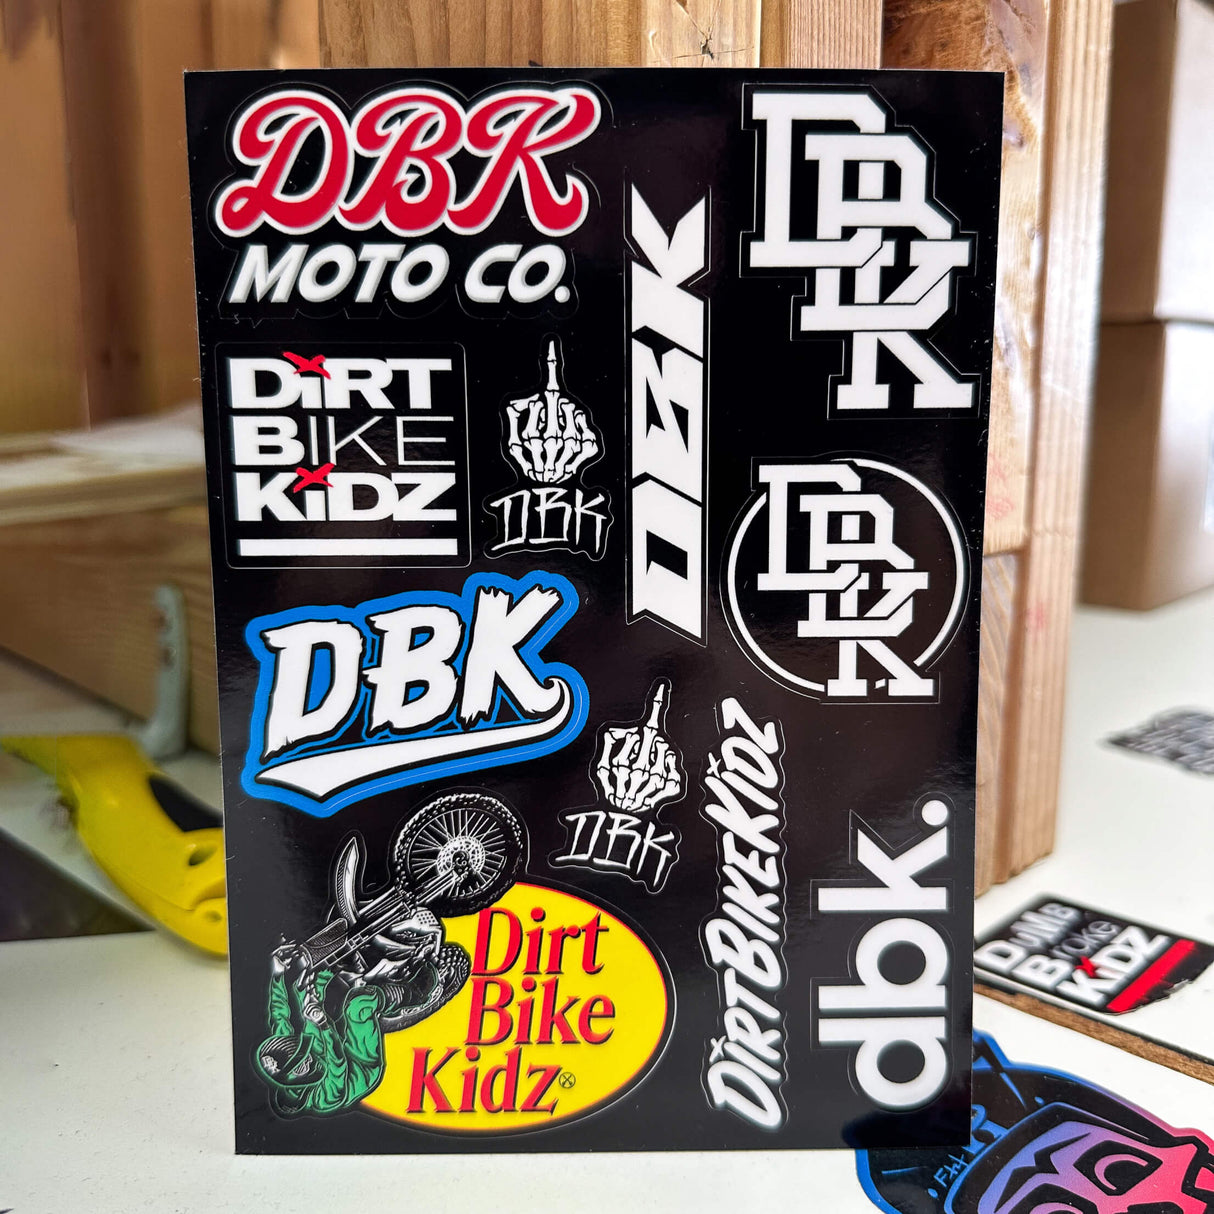 DBK
MOTO CO.
DBK
DBK
DiRT
BIKE
KiDZ
DBK
DBK
DBK
DBK
DiRTBIKEKiDZ
dbk.
Dirt
Bike
Kidz
DUMB
STOKE
KiDZ